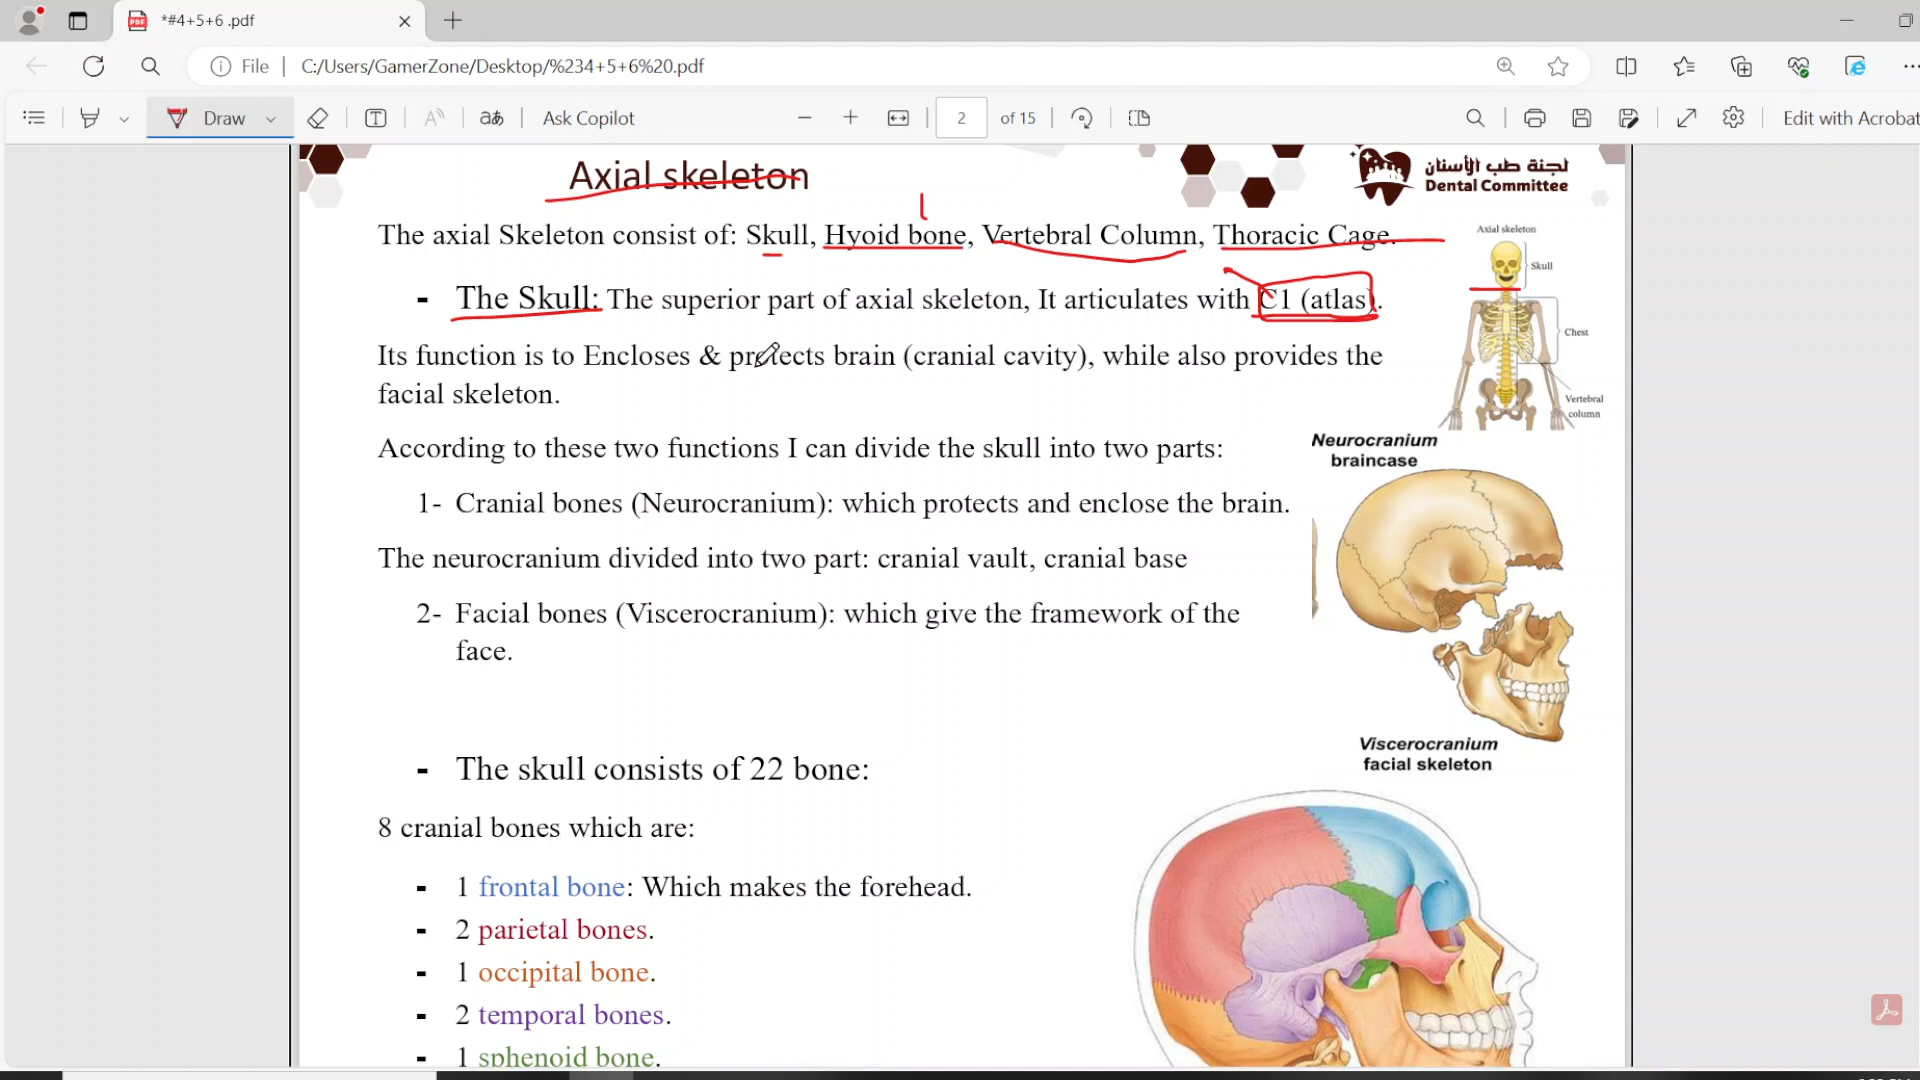 *#4+5+6 .pdf
File
C:/Users/GamerZone/Desktop/%234+5+6%20.pdf
Draw
Ask Copilot
2 of 15
Edit with Acrobat
Axial skeleton
لجنة طب الأسنان
Dental Committee
The axial Skeleton consist of: Skull, Hyoid bone, Vertebral Column, Thoracic Cage.
Axial skeleton
Skull
Chest
Vertebral
column
- The Skull: The superior part of axial skeleton, It articulates with C1 (atlas).
Its function is to Encloses & protects brain (cranial cavity), while also provides the
facial skeleton.
According to these two functions I can divide the skull into two parts:
Neurocranium
braincase
1- Cranial bones (Neurocranium): which protects and enclose the brain.
The neurocranium divided into two part: cranial vault, cranial base
2- Facial bones (Viscerocranium): which give the framework of the
face.
Viscerocranium
facial skeleton
- The skull consists of 22 bone:
8 cranial bones which are:
- 1 frontal bone: Which makes the forehead.
- 2 parietal bones.
- 1 occipital bone.
- 2 temporal bones.
- 1 sphenoid bone.